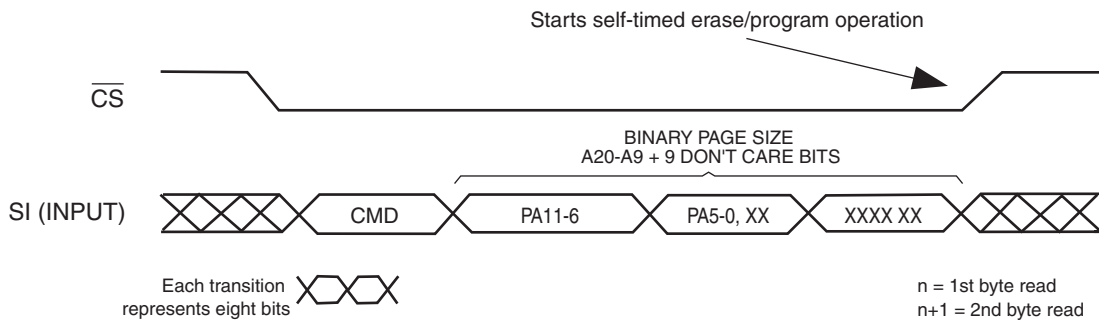 Starts self-timed erase/program operation
CS
BINARY PAGE SIZE
A20-A9 + 9 DON'T CARE BITS
SI (INPUT)
CMD
PA11-6
PA5-0, XX
XXXX XX
Each transition
represents eight bits
n = 1st byte read
n+1 = 2nd byte read